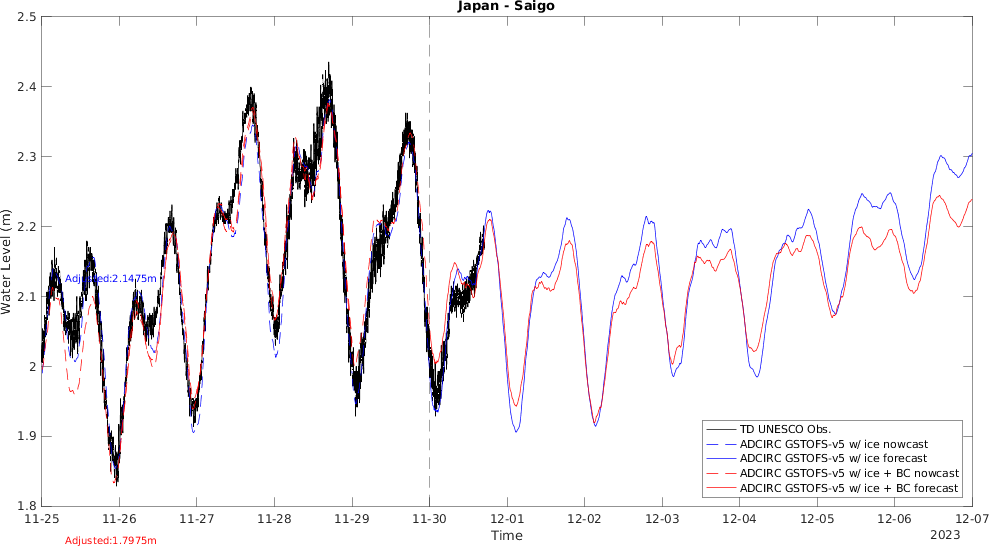 Japan - Saigo
2.5
2.4
2.3
2.2
2.1
2
1.9
1.8
Water Level (m)
Adjusted:2.1475m
TD UNESCO Obs.
ADCIRC GSTOFS-v5 w/ ice nowcast
ADCIRC GSTOFS-v5 w/ ice forecast
ADCIRC GSTOFS-v5 w/ ice + BC nowcast
ADCIRC GSTOFS-v5 w/ ice + BC forecast
11-25 11-26 11-27 11-28 11-29 11-30 12-01 12-02 12-03 12-04 12-05 12-06 12-07
Time
2023
Adjusted:1.7975m